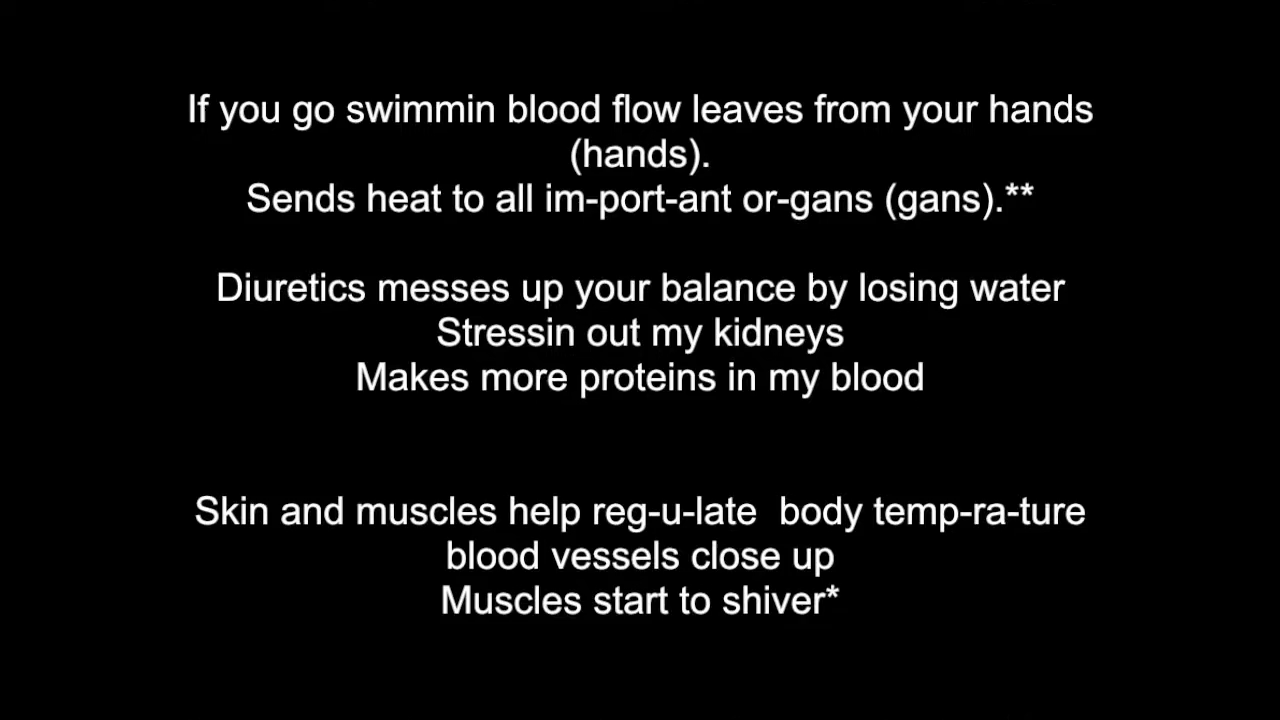 If you go swimmin blood flow leaves from your hands
(hands).
Sends heat to all im-port-ant or-gans (gans).**
Diuretics messes up your balance by losing water
Stressin out my kidneys
Makes more proteins in my blood
Skin and muscles help reg-u-late  body temp-ra-ture
blood vessels close up
Muscles start to shiver*